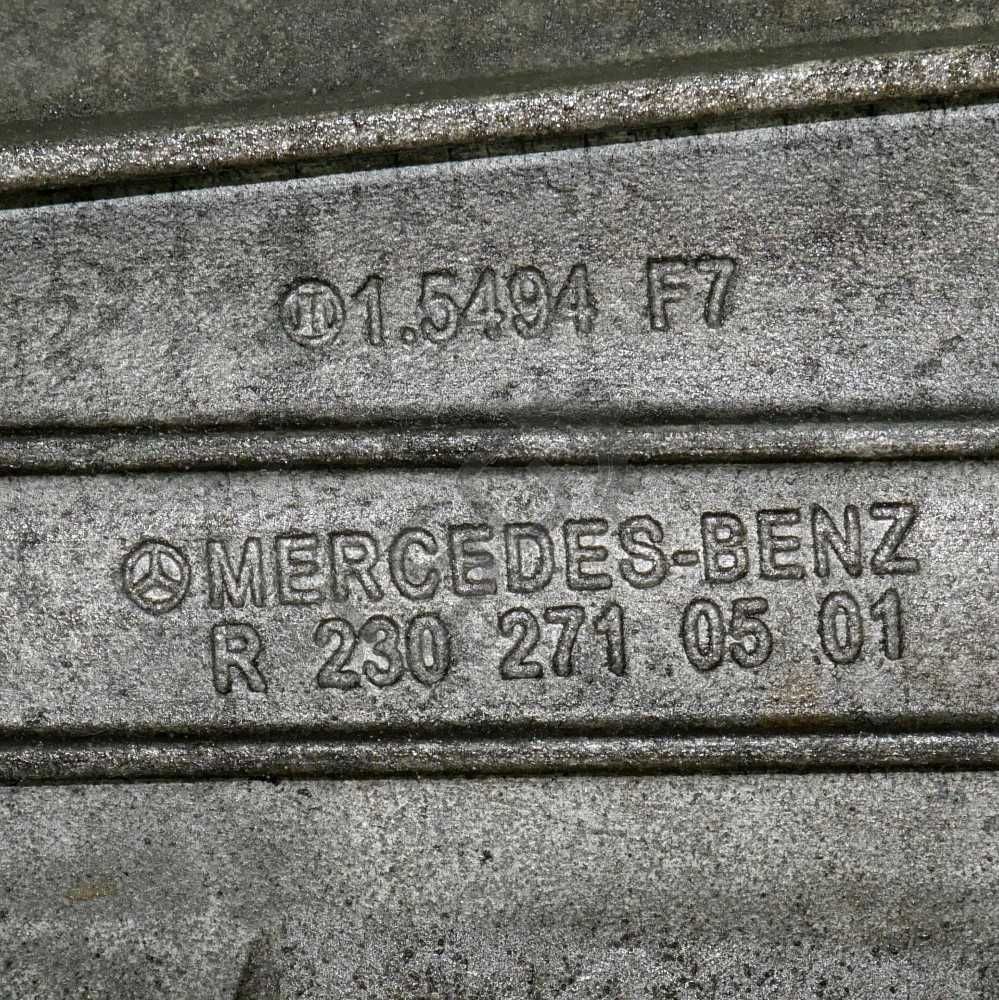 1.5494 F7
MERCEDES-BENZ
R 230 271 05 01